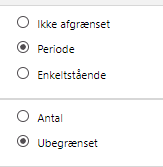 Ikke afgrænset
Periode
Enkeltstående
Antal
Ubegrænset